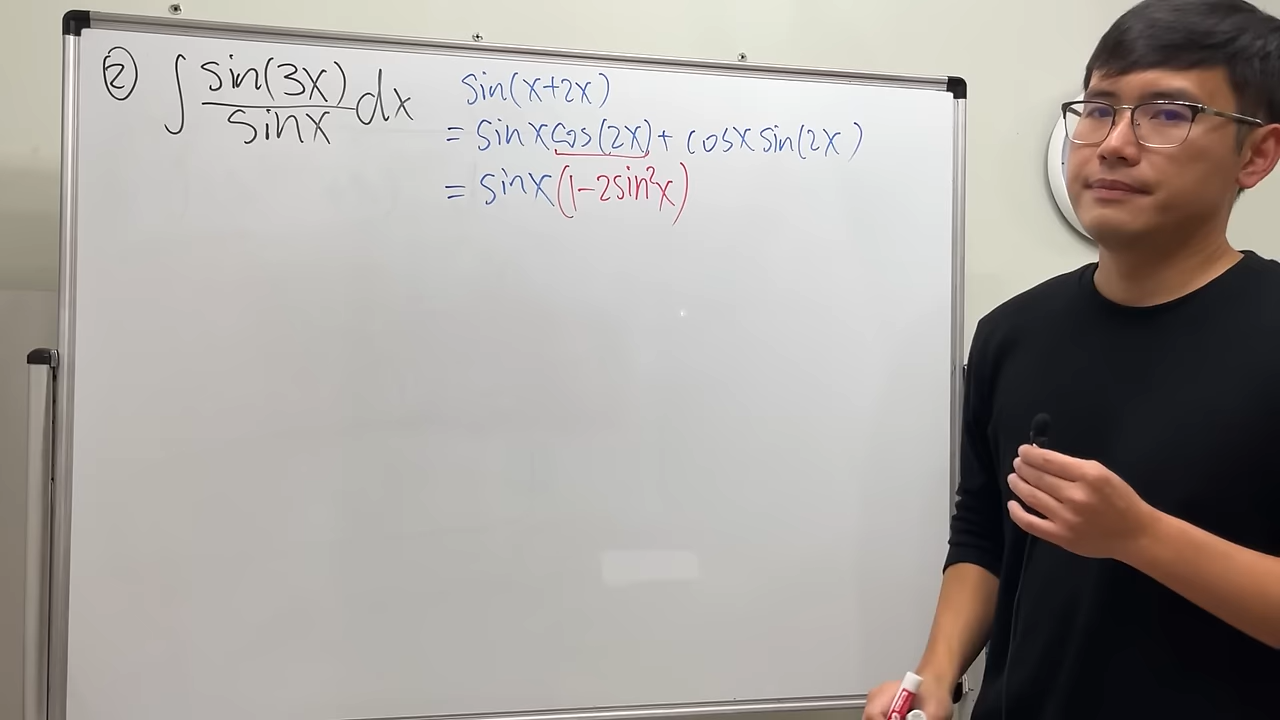 ② ∫ sin(3x)/sinx dx
sin(x+2x)
= sinx cos(2x) + cosx sin(2x)
= sinx(1-2sin²x)